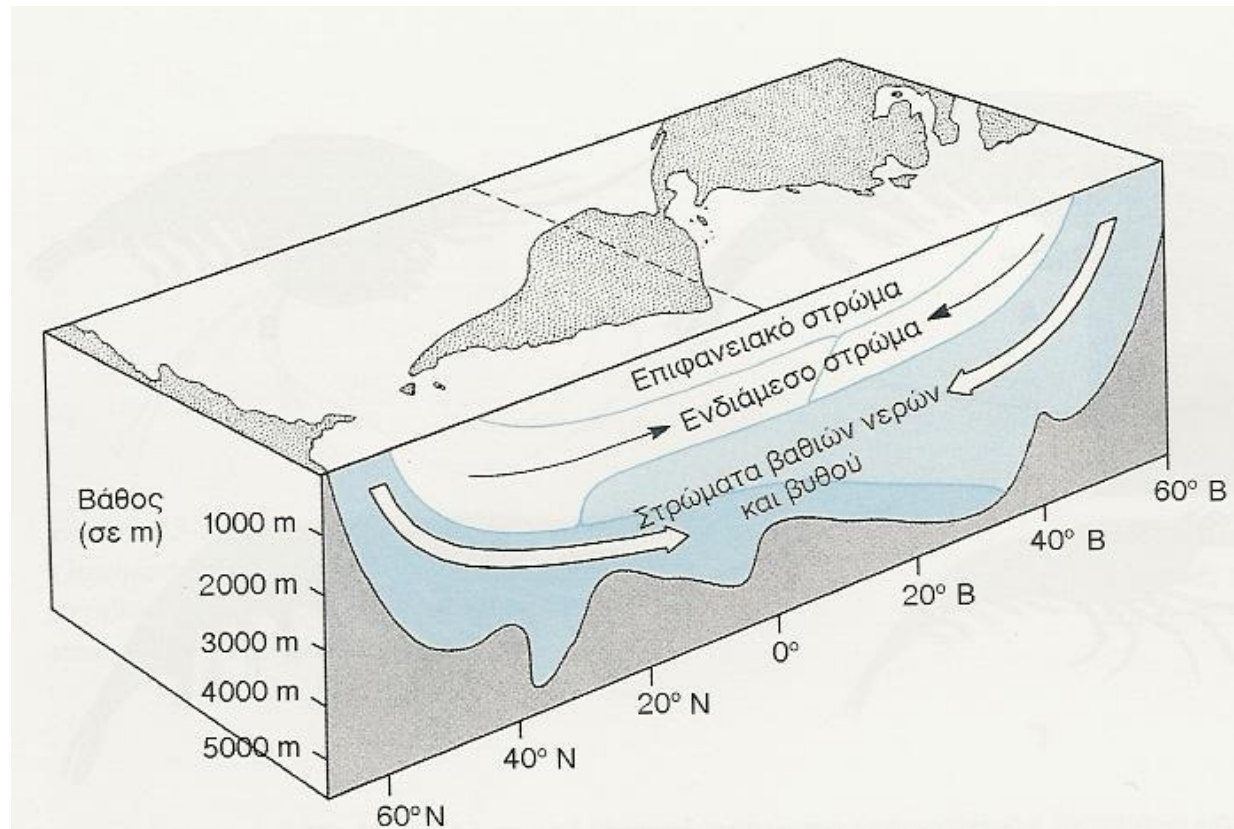 Επιφανειακό στρώμα
Ενδιάμεσο στρώμα
Στρώματα βαθιών νερών
και βυθού
Βάθος
(σε m)
1000 m
2000 m
3000 m
4000 m
5000 m
60° N
40° N
20° N
0°
20° B
40° B
60° B